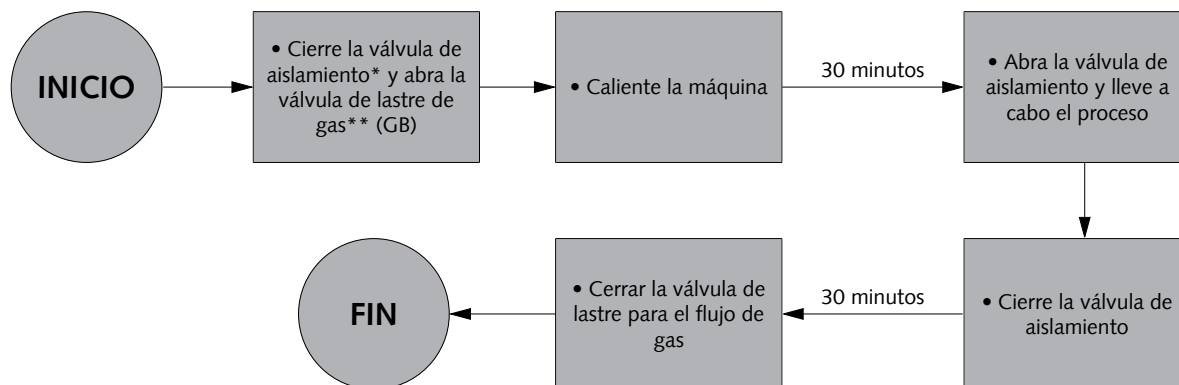 INICIO
• Cierre la válvula de
aislamiento* y abra la
válvula de lastre de
gas** (GB)
• Caliente la máquina
30 minutos
• Abra la válvula de
aislamiento y lleve a
cabo el proceso
• Cierre la válvula de
aislamiento
30 minutos
• Cerrar la válvula de
lastre para el flujo de
gas
FIN